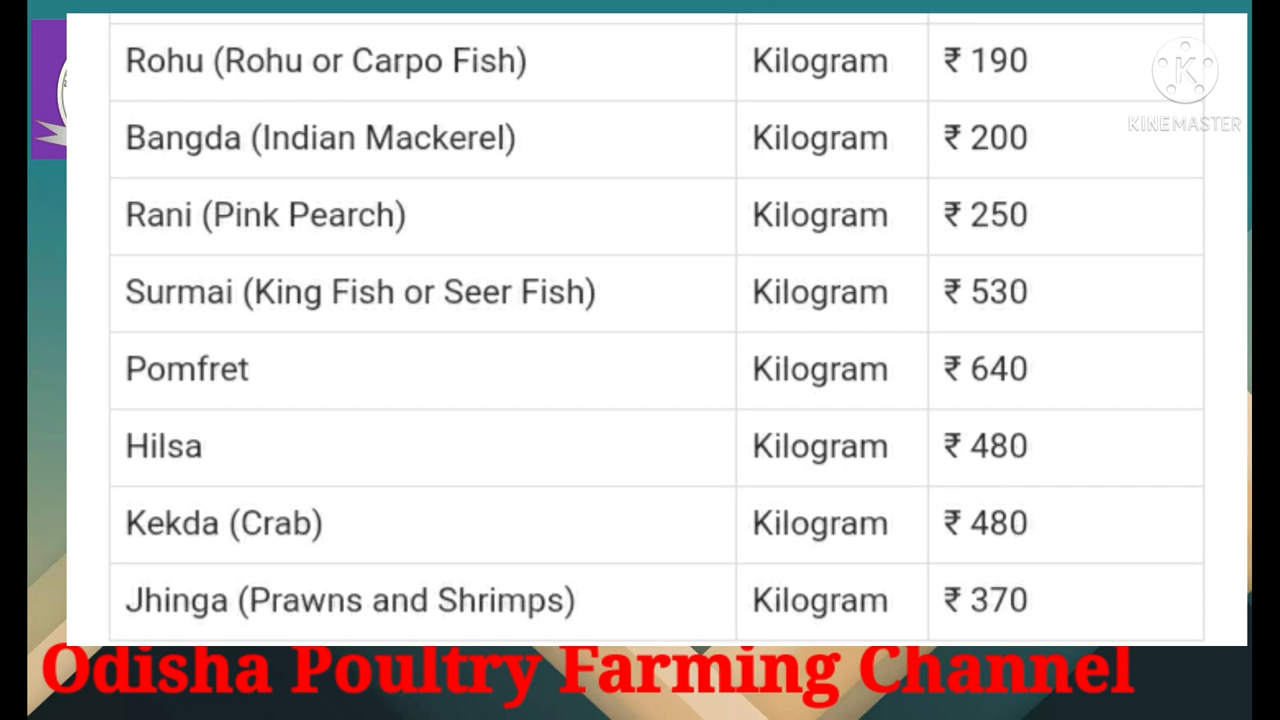 Rohu (Rohu or Carpo Fish) Kilogram ₹ 190
Bangda (Indian Mackerel) Kilogram ₹ 200
Rani (Pink Pearch) Kilogram ₹ 250
Surmai (King Fish or Seer Fish) Kilogram ₹ 530
Pomfret Kilogram ₹ 640
Hilsa Kilogram ₹ 480
Kekda (Crab) Kilogram ₹ 480
Jhinga (Prawns and Shrimps) Kilogram ₹ 370
K
KINEMASTER
Odisha Poultry Farming Channel